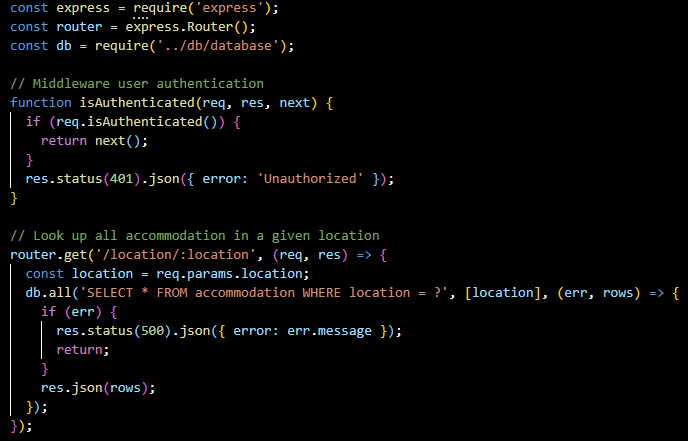 const express = require('express');
const router = express.Router();
const db = require('../db/database');
// Middleware user authentication
function isAuthenticated(req, res, next) {
if (req.isAuthenticated()) {
return next();
}
res.status(401).json({ error: 'Unauthorized' });
}
// Look up all accommodation in a given location
router.get('/location/:location', (req, res) => {
const location = req.params.location;
db.all('SELECT * FROM accommodation WHERE location = ?', [location], (err, rows) => {
if (err) {
res.status(500).json({ error: err.message });
return;
}
res.json(rows);
});
});